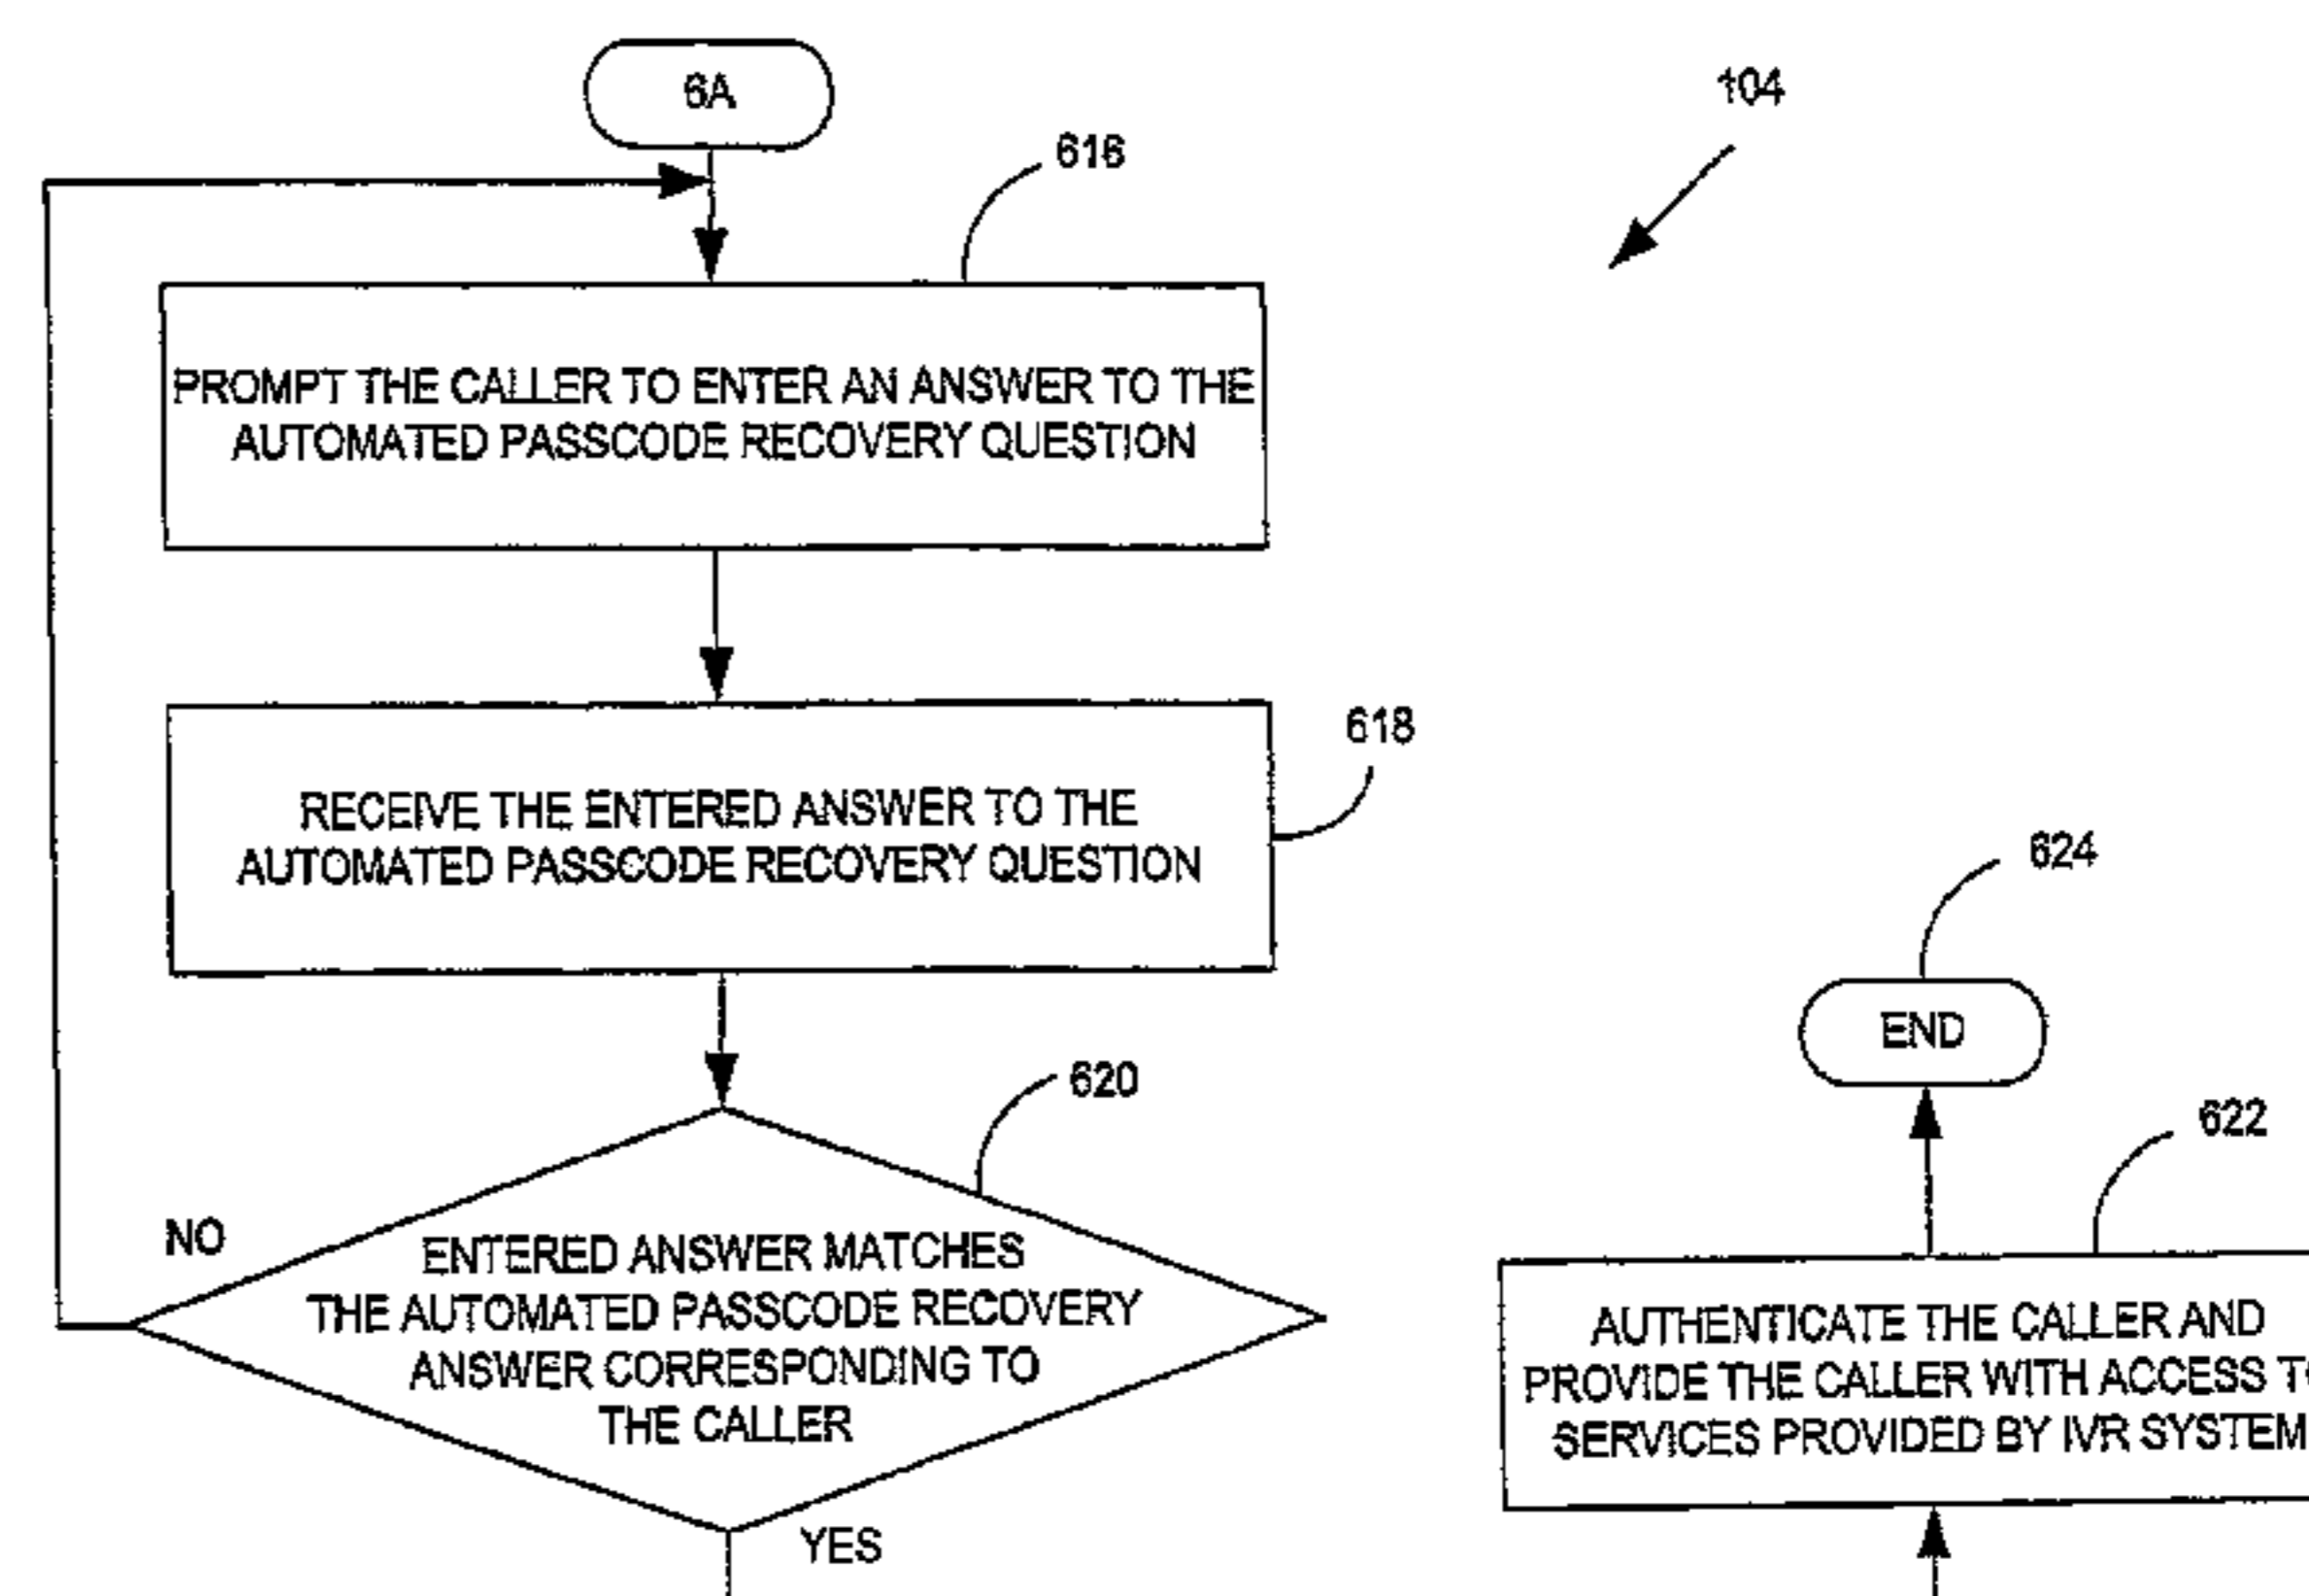 6A
104
616
PROMPT THE CALLER TO ENTER AN ANSWER TO THE
AUTOMATED PASSCODE RECOVERY QUESTION
618
RECEIVE THE ENTERED ANSWER TO THE
AUTOMATED PASSCODE RECOVERY QUESTION
624
END
620
622
NO
ENTERED ANSWER MATCHES
THE AUTOMATED PASSCODE RECOVERY
ANSWER CORRESPONDING TO
THE CALLER
YES
AUTHENTICATE THE CALLER AND
PROVIDE THE CALLER WITH ACCESS TO
SERVICES PROVIDED BY IVR SYSTEM